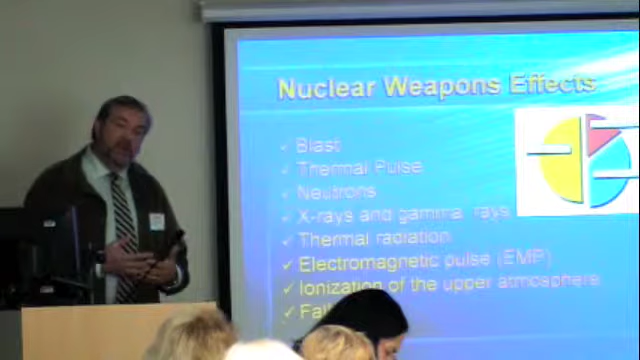 Nuclear Weapons Effects
✓ Blast
✓ Thermal Pulse
✓ Neutrons
✓ X-rays and gamma rays
✓ Thermal radiation
✓ Electromagnetic pulse (EMP)
✓ Ionization of the upper atmosphere